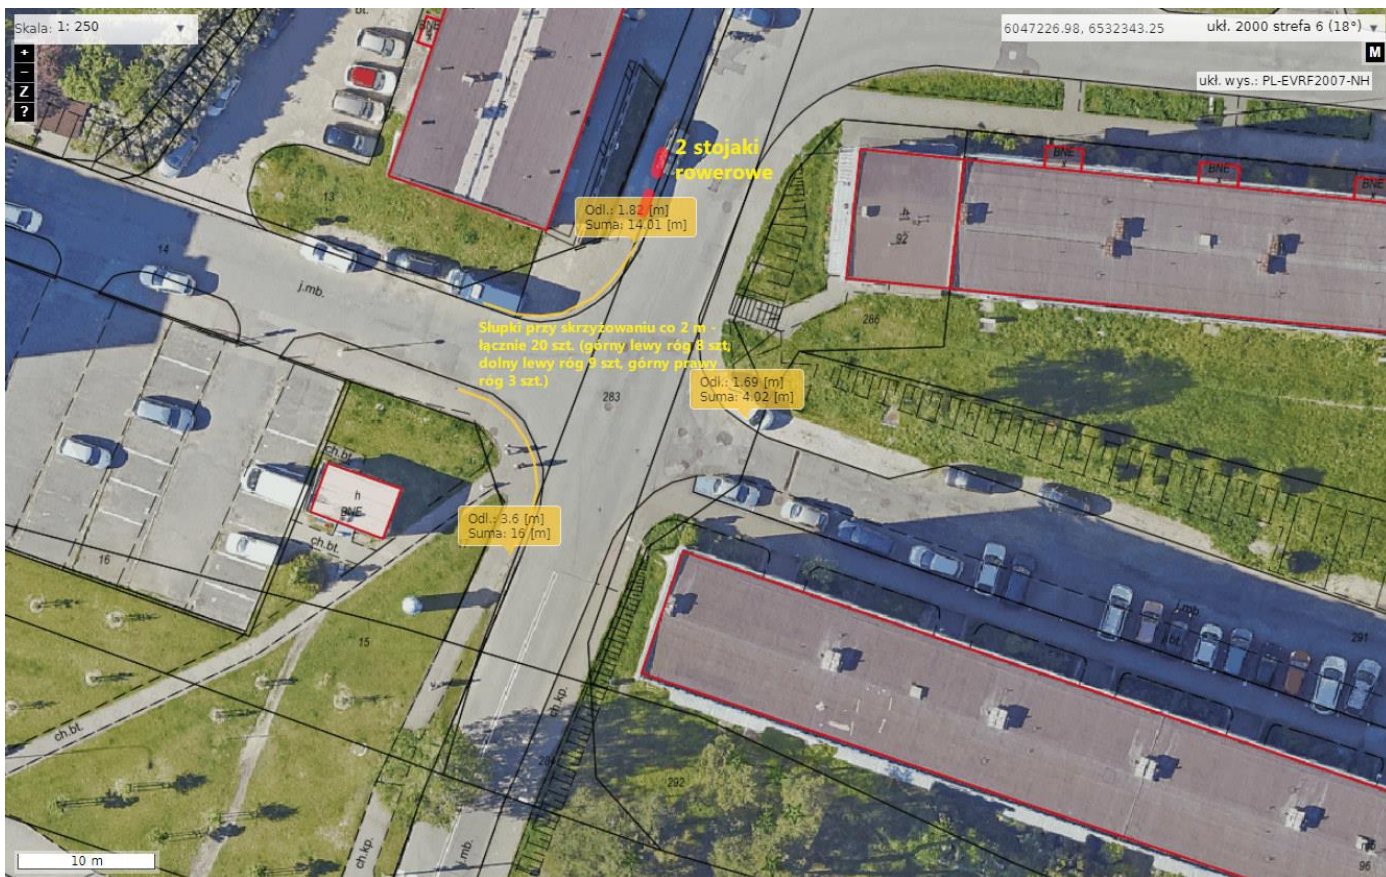 Skala: 1: 250
6047226.98, 6532343.25
ukł. 2000 strefa 6 (18°)
+
−
Z
?
M
ukł. wys.: PL-EVRF2007-NH
bt.
BNE
13
14
j.mb.
2 stojaki
rowerowe
Odl.: 1.82 [m]
Suma: 14.01 [m]
BNE
BNE
BNE
92
286
Słupki przy skrzyżowaniu co 2 m -
łącznie 20 szt. (górny lewy róg 8 szt,
dolny lewy róg 9 szt, górny prawy
róg 3 szt.)
283
Odl.: 1.69 [m]
Suma: 4.02 [m]
ch.bt.
h
BNE
ch.bt.
Odl.: 3.6 [m]
Suma: 16 [m]
16
15
j.mb.
291
ch.kp.
ch.bt.
292
ch.kp.
j.mb.
96
10 m